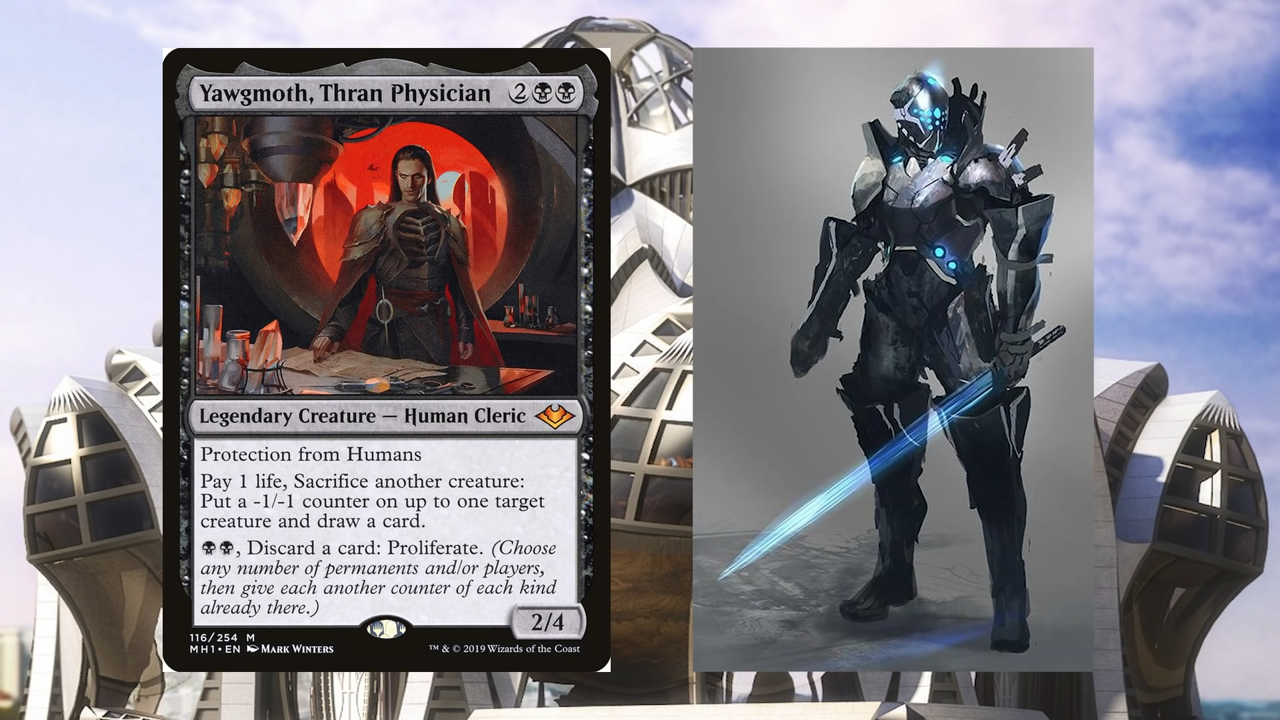 Yawgmoth, Thran Physician 2
Legendary Creature — Human Cleric
Protection from Humans
Pay 1 life, Sacrifice another creature:
Put a -1/-1 counter on up to one target
creature and draw a card.
, Discard a card: Proliferate. (Choose
any number of permanents and/or players,
then give each another counter of each kind
already there.)
2/4
116/254 M
MH1 • EN Mark Winters
™ & © 2019 Wizards of the Coast